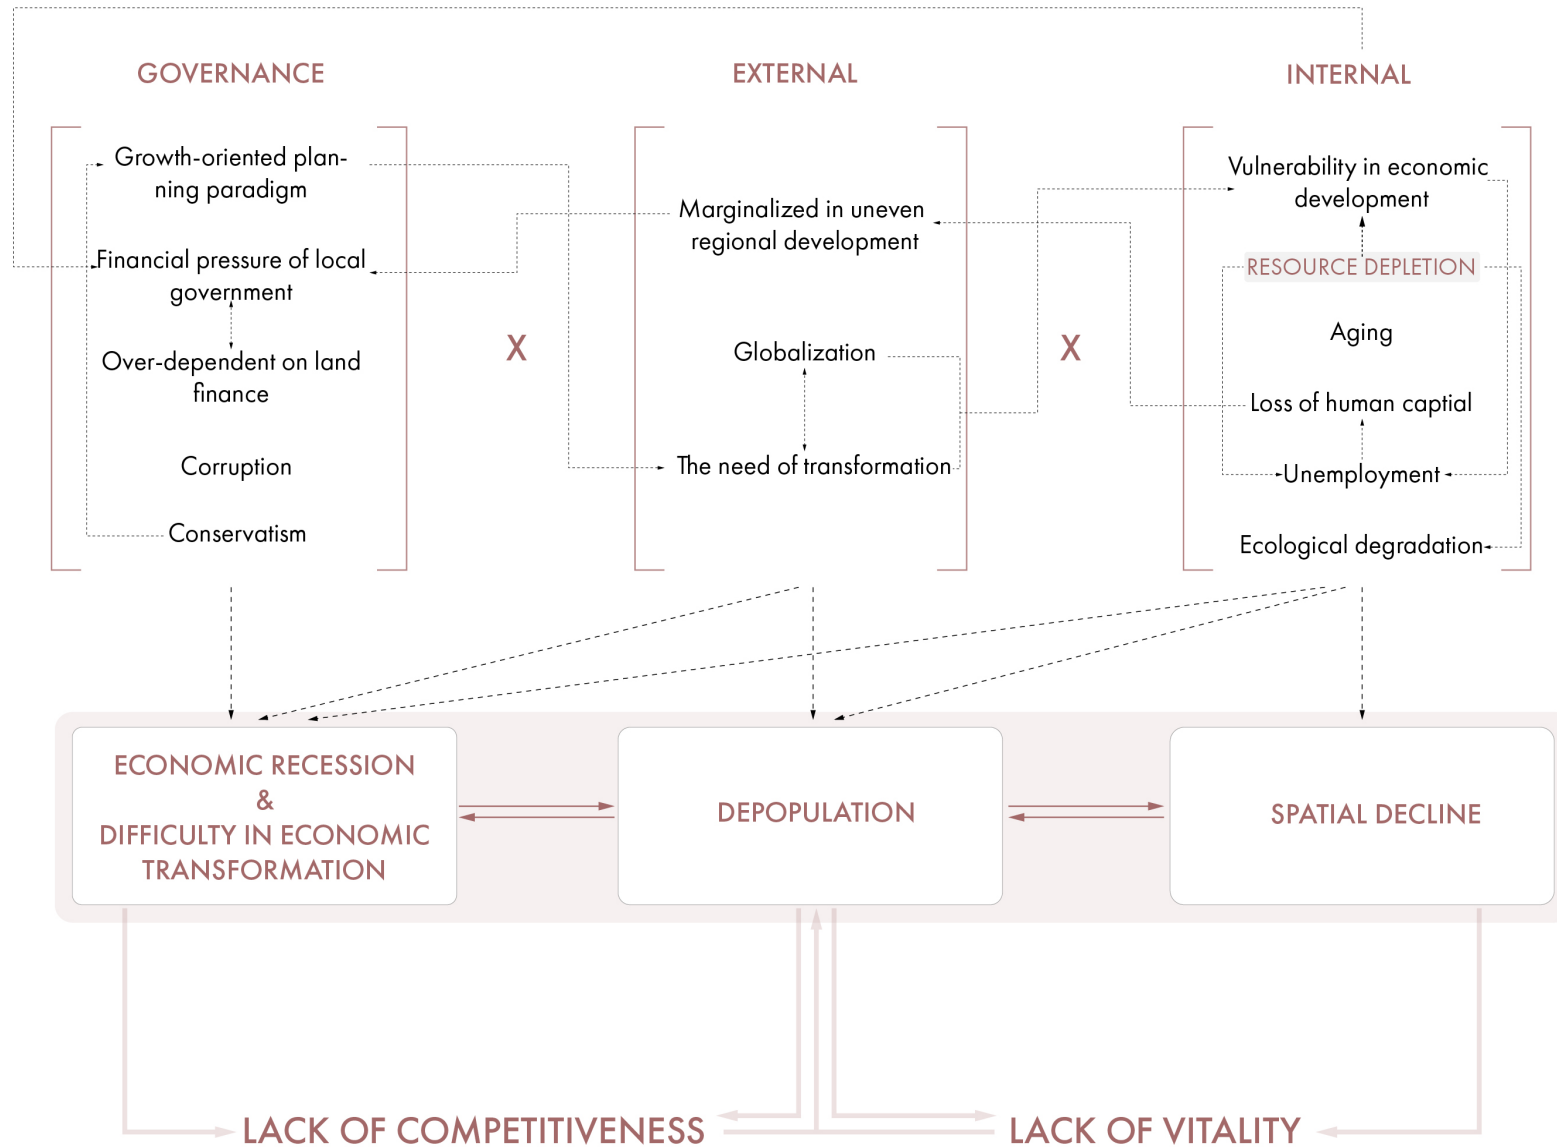 GOVERNANCE
EXTERNAL
INTERNAL
Growth-oriented plan-
ning paradigm
Financial pressure of local
government
Over-dependent on land
finance
Corruption
Conservatism
X
Marginalized in uneven
regional development
Globalization
The need of transformation
X
Vulnerability in economic
development
RESOURCE DEPLETION
Aging
Loss of human captial
Unemployment
Ecological degradation
ECONOMIC RECESSION
&
DIFFICULTY IN ECONOMIC
TRANSFORMATION
DEPOPULATION
SPATIAL DECLINE
LACK OF COMPETITIVENESS
LACK OF VITALITY